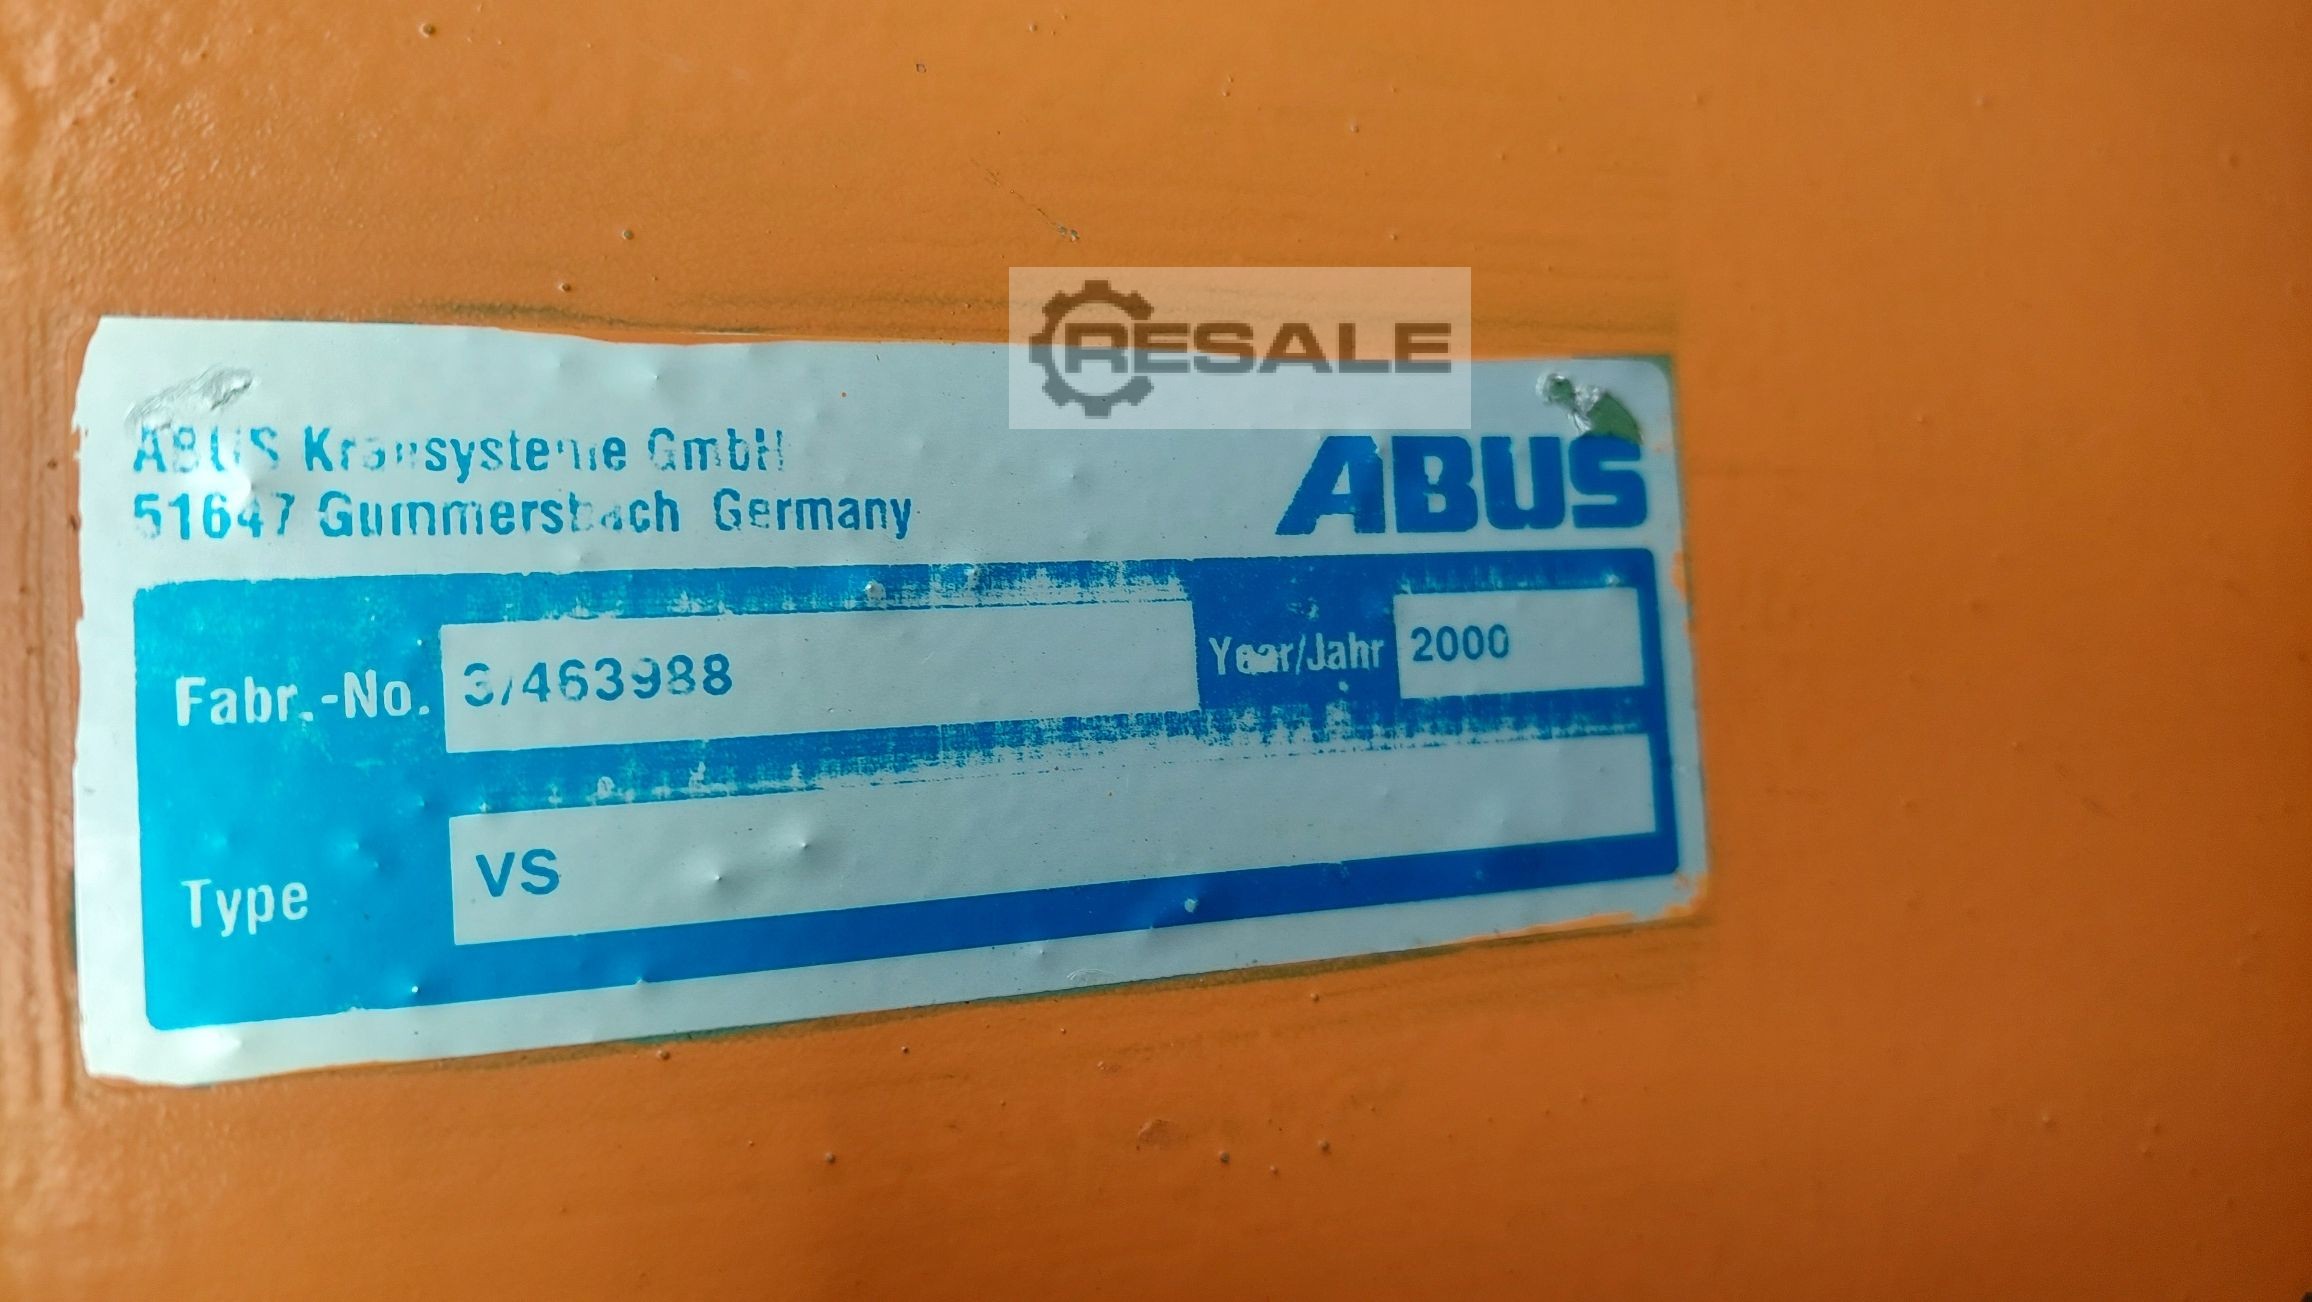 RESALE
ABUS Kransysteme GmbH
51647 Gummersbach Germany
ABUS
Fabr.-No. 3/463988 Year/Jahr 2000
Type VS